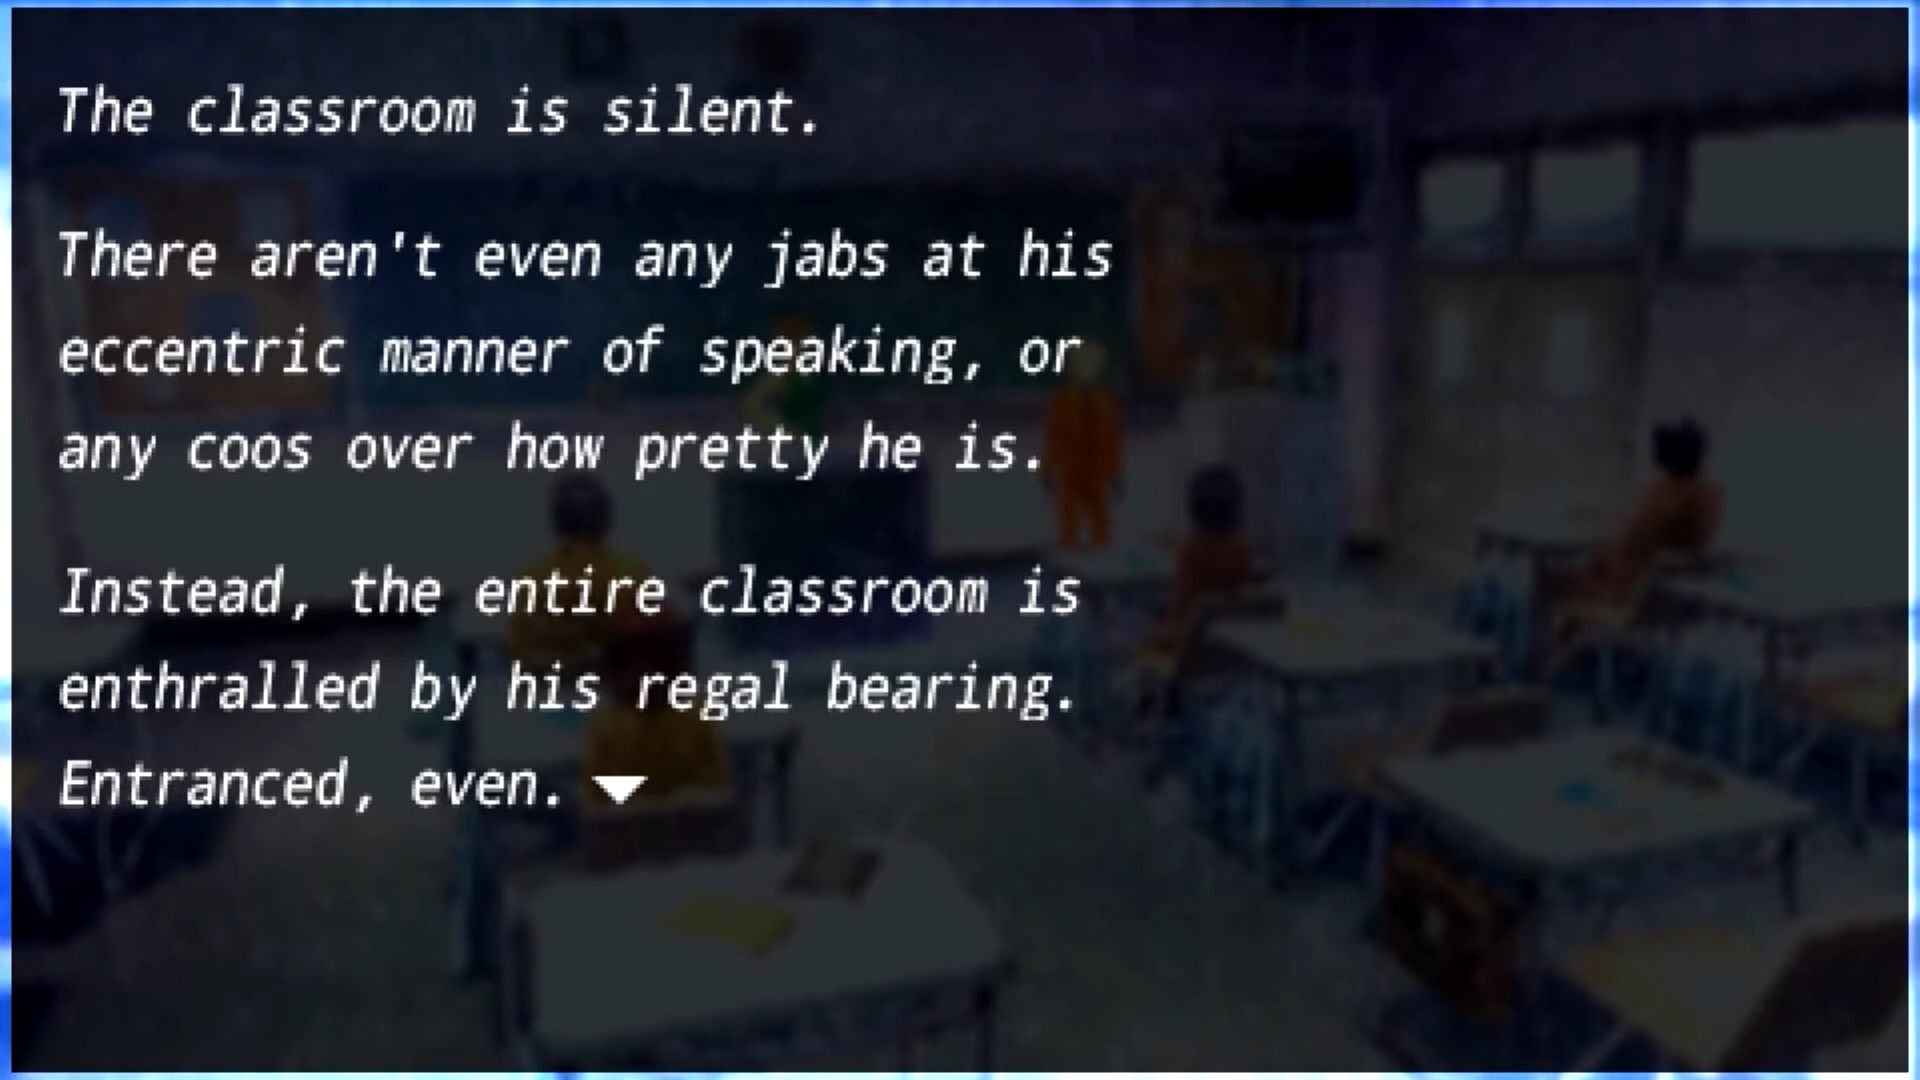 The classroom is silent.
There aren't even any jabs at his
eccentric manner of speaking, or
any coos over how pretty he is.
Instead, the entire classroom is
enthralled by his regal bearing.
Entranced, even.